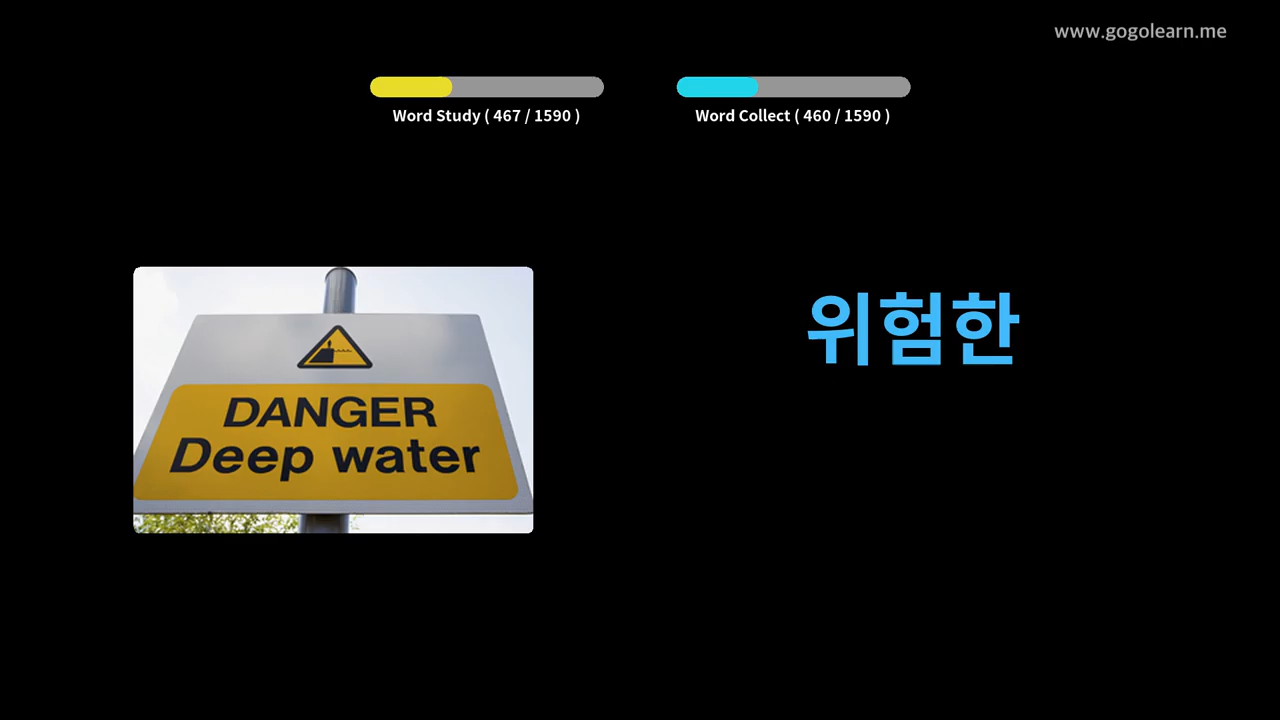 www.gogolearn.me
Word Study ( 467 / 1590 )
Word Collect ( 460 / 1590 )
DANGER
Deep water
위험한